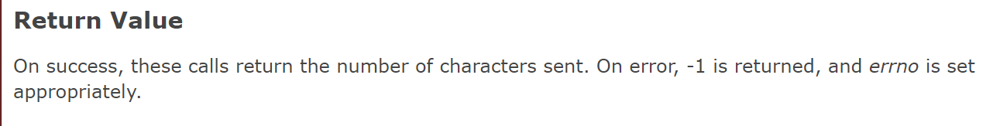 Return Value
On success, these calls return the number of characters sent. On error, -1 is returned, and errno is set
appropriately.